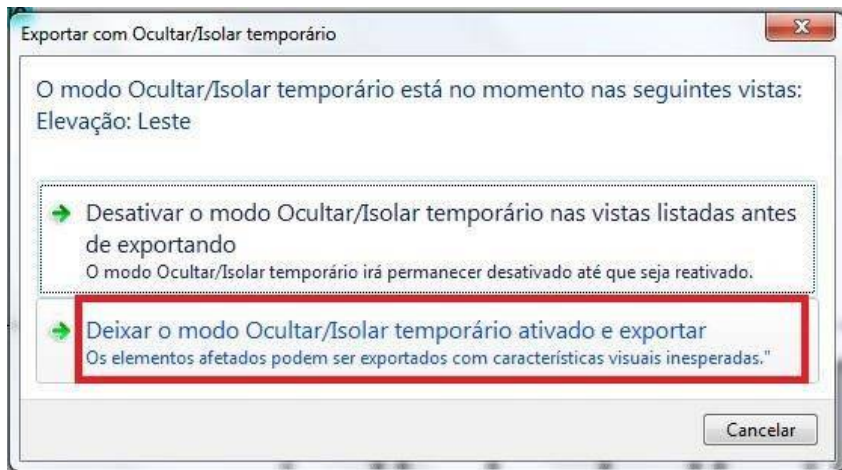 Exportar com Ocultar/Isolar temporário
O modo Ocultar/Isolar temporário está no momento nas seguintes vistas:
Elevação: Leste
Desativar o modo Ocultar/Isolar temporário nas vistas listadas antes
de exportando
O modo Ocultar/Isolar temporário irá permanecer desativado até que seja reativado.
Deixar o modo Ocultar/Isolar temporário ativado e exportar
Os elementos afetados podem ser exportados com características visuais inesperadas."
Cancelar